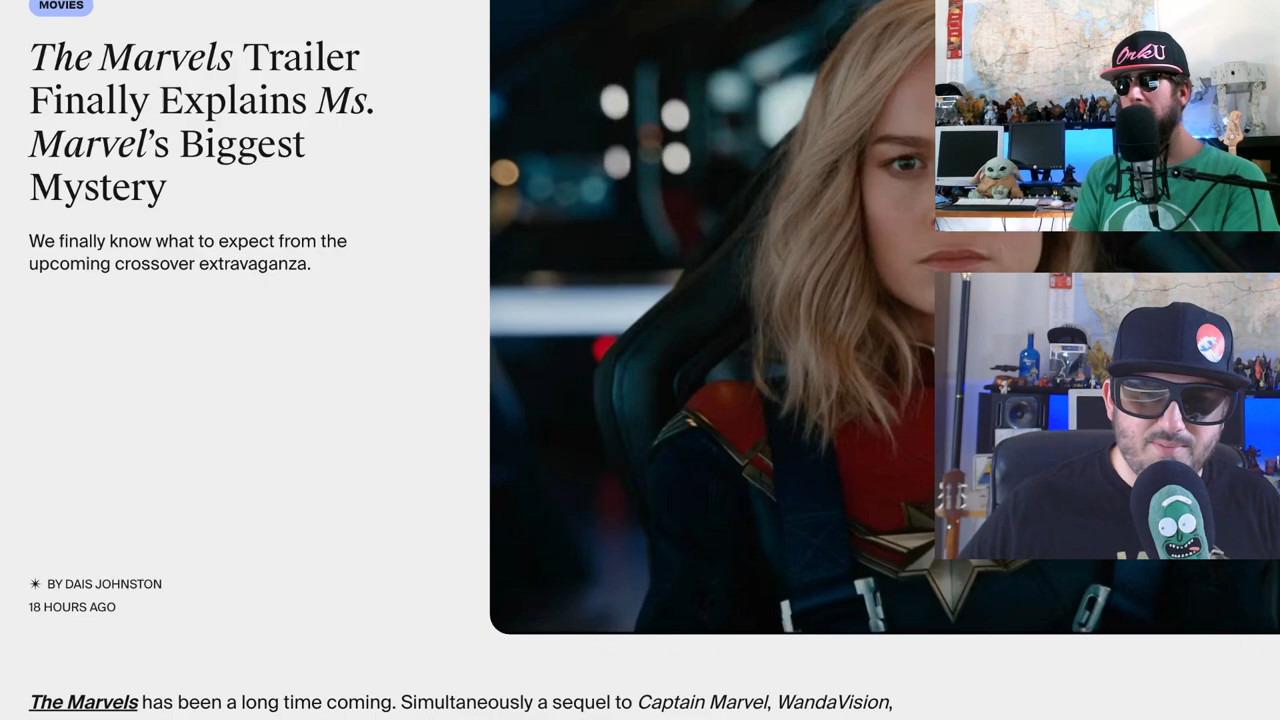 MOVIES
The Marvels Trailer
Finally Explains Ms.
Marvel's Biggest
Mystery
We finally know what to expect from the
upcoming crossover extravaganza.
BY DAIS JOHNSTON
18 HOURS AGO
The Marvels has been a long time coming. Simultaneously a sequel to Captain Marvel, WandaVision,
OrkU